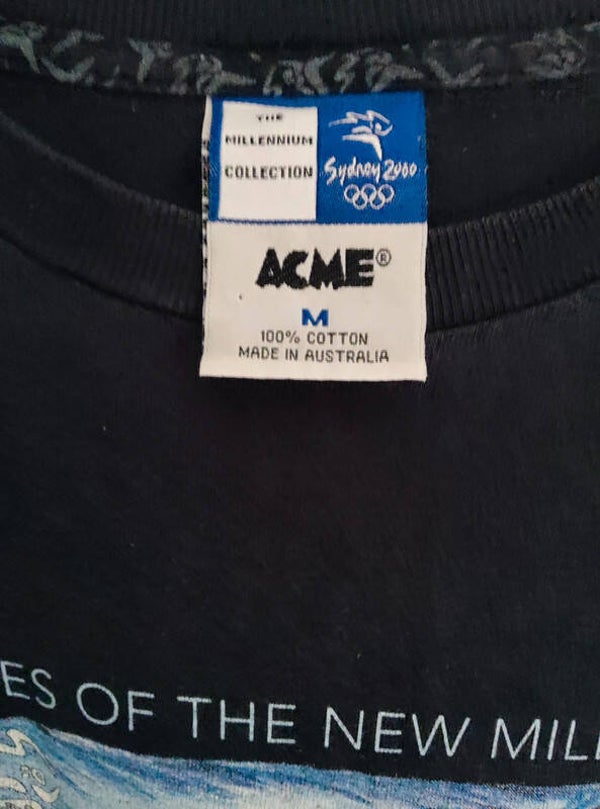 THE
MILLENNIUM
COLLECTION
Sydney 2000
ACME®
M
100% COTTON
MADE IN AUSTRALIA
ES OF THE NEW MIL